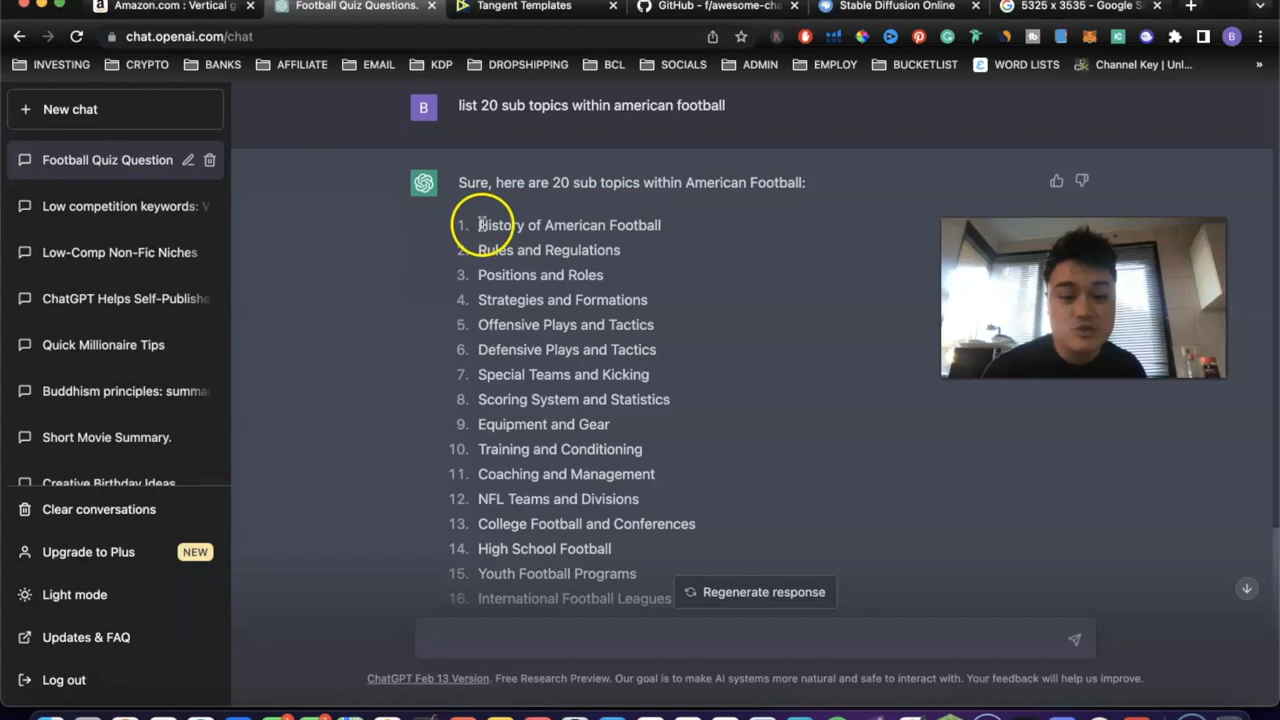 Amazon.com : Vertical g
Football Quiz Questions.
Tangent Templates
GitHub - f/awesome-cha
Stable Diffusion Online
5325 x 3535 - Google S
chat.openai.com/chat
B
INVESTING
CRYPTO
BANKS
AFFILIATE
EMAIL
KDP
DROPSHIPPING
BCL
SOCIALS
ADMIN
EMPLOY
BUCKETLIST
WORD LISTS
Channel Key | Unl...
»
+ New chat
Football Quiz Question
Low competition keywords: V
Low-Comp Non-Fic Niches
ChatGPT Helps Self-Publishe
Quick Millionaire Tips
Buddhism principles: summa
Short Movie Summary.
Creative Birthday Ideas
Clear conversations
Upgrade to Plus NEW
Light mode
Updates & FAQ
Log out
B
list 20 sub topics within american football
Sure, here are 20 sub topics within American Football:
1. History of American Football
2. Rules and Regulations
3. Positions and Roles
4. Strategies and Formations
5. Offensive Plays and Tactics
6. Defensive Plays and Tactics
7. Special Teams and Kicking
8. Scoring System and Statistics
9. Equipment and Gear
10. Training and Conditioning
11. Coaching and Management
12. NFL Teams and Divisions
13. College Football and Conferences
14. High School Football
15. Youth Football Programs
16. International Football Leagues
Regenerate response
ChatGPT Feb 13 Version. Free Research Preview. Our goal is to make AI systems more natural and safe to interact with. Your feedback will help us improve.